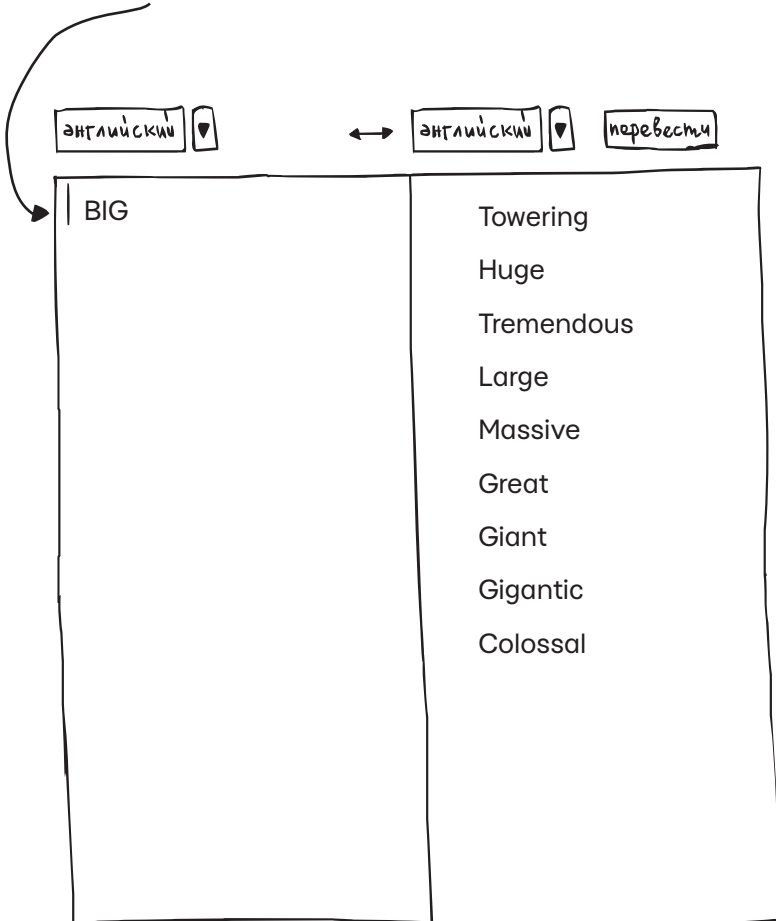 английский ▼ ↔ английский ▼ перевести
BIG
Towering
Huge
Tremendous
Large
Massive
Great
Giant
Gigantic
Colossal